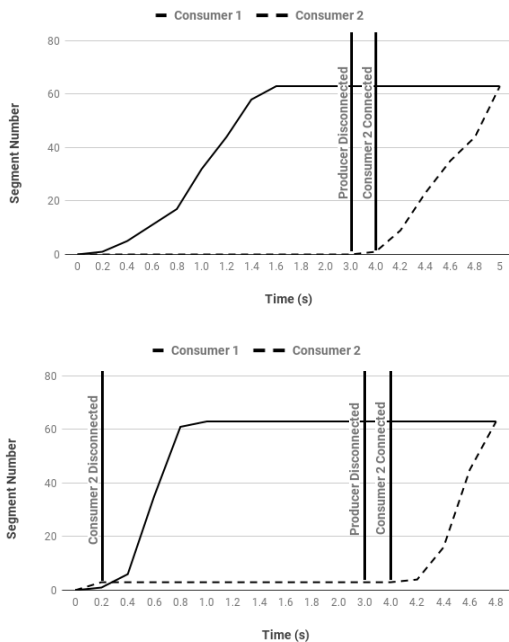 Consumer 1 Consumer 2
80
60
40
20
0
Segment Number
Producer Disconnected
Consumer 2 Connected
0 0.2 0.4 0.6 0.8 1.0 1.2 1.4 1.6 1.8 2.0 3.0 4.0 4.2 4.4 4.6 4.8 5
Time (s)
Consumer 1 Consumer 2
80
60
40
20
0
Segment Number
Consumer 2 Disconnected
Producer Disconnected
Consumer 2 Connected
0 0.2 0.4 0.6 0.8 1.0 1.2 1.4 1.6 1.8 2.0 3.0 4.0 4.2 4.4 4.6 4.8
Time (s)